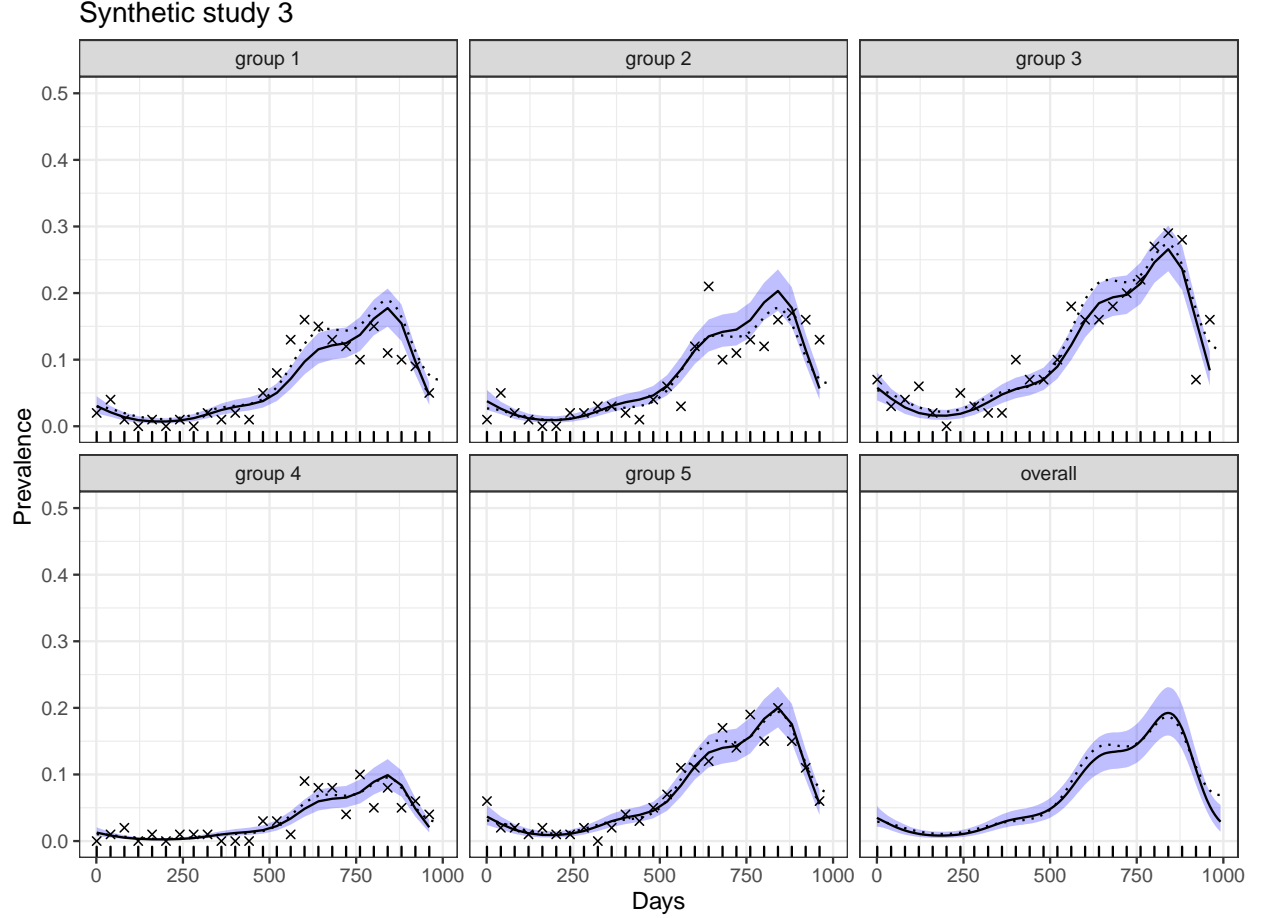 Synthetic study 3
group 1
group 2
group 3
0.5
0.4
0.3
0.2
0.1
0.0
group 4
group 5
overall
0.5
0.4
0.3
0.2
0.1
0.0
0 250 500 750 1000
0 250 500 750 1000
0 250 500 750 1000
Prevalence
Days